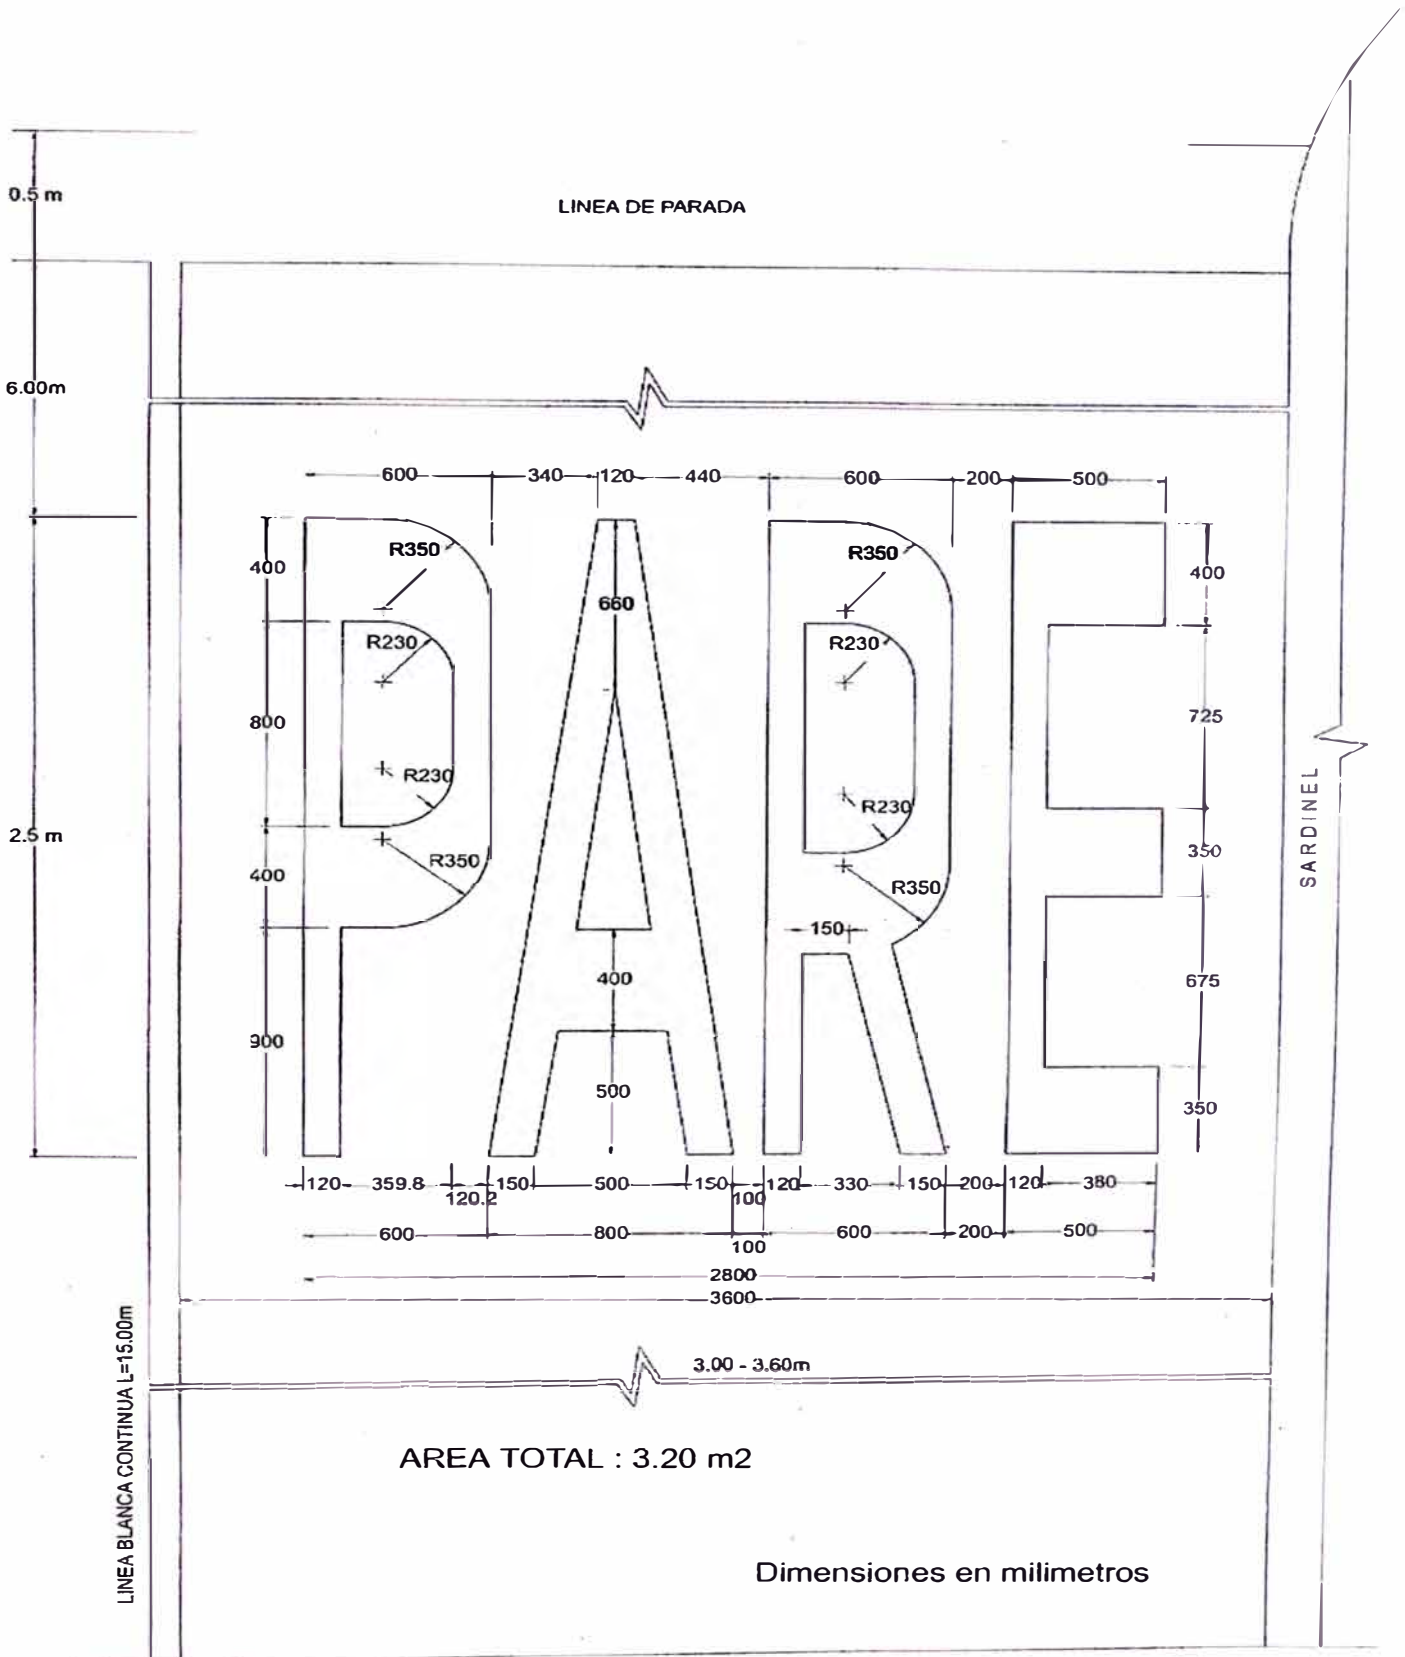 0.5 m
LINEA DE PARADA
6.00m
600 340 120 440 600 200 500
R350 R350
400 400
660
R230 R230
800 725
R230 R230
2.5 m
R350 350
400 R350
150
400 675
900
500 350
120 359.8 120.2 150 500 150 100 120 330 150 200 120 380
600 800 100 600 200 500
2800
3600
3.00 - 3.60m
SARDINEL
LINEA BLANCA CONTINUA L=15.00m
AREA TOTAL : 3.20 m2
Dimensiones en milimetros
PARE